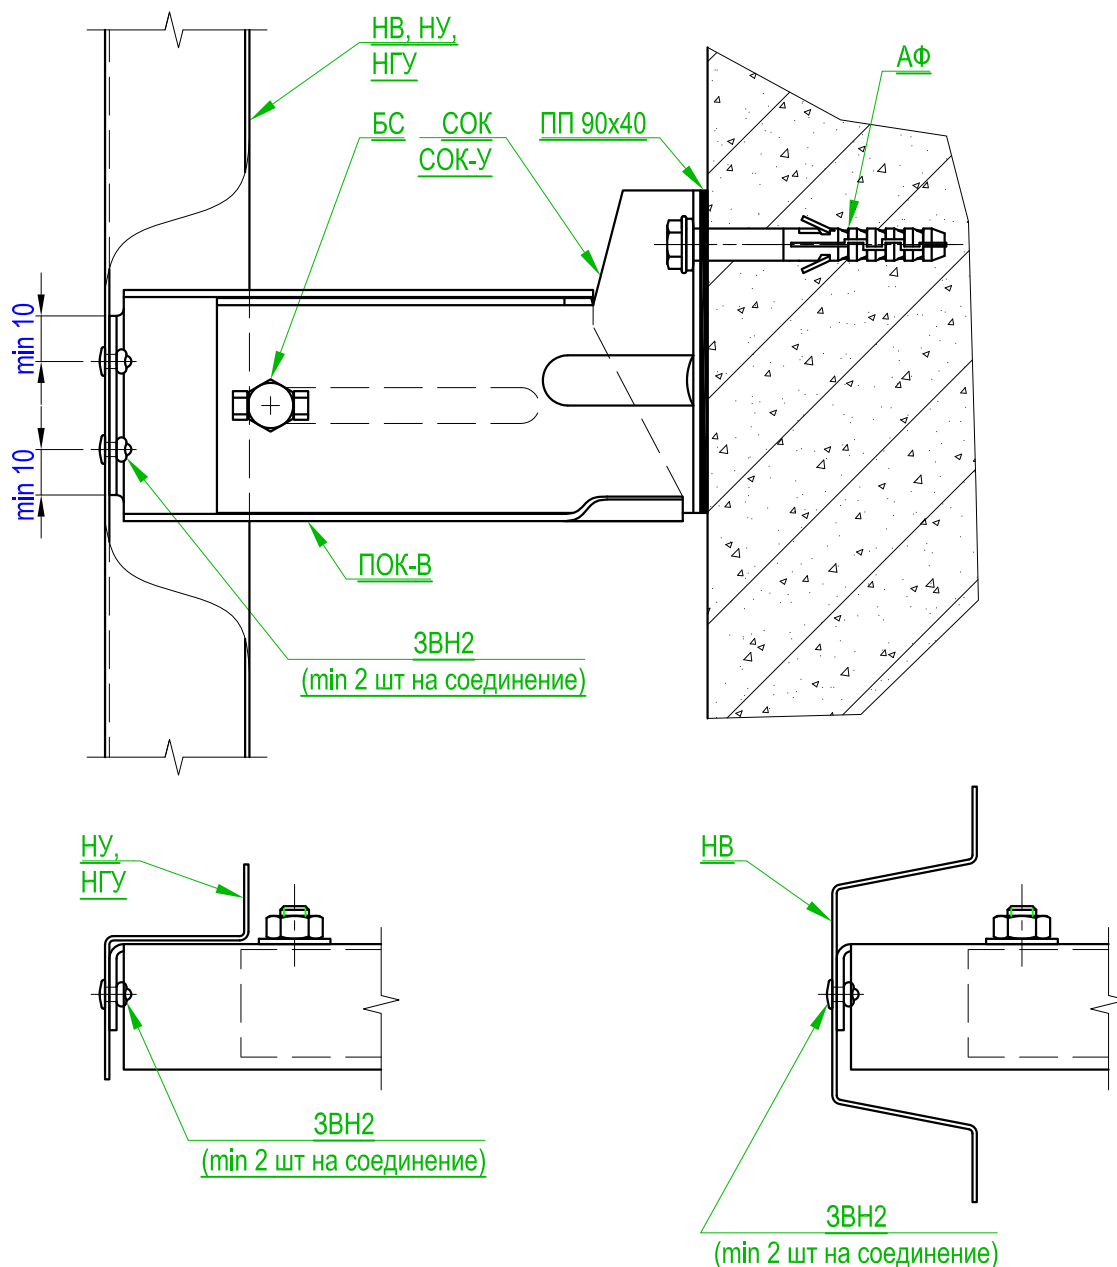 НВ, НУ,
НГУ
АФ
БС
СОК
СОК-У
ПП 90х40
min 10
min 10
ПОК-В
ЗВН2
(min 2 шт на соединение)
НУ,
НГУ
НВ
ЗВН2
(min 2 шт на соединение)
ЗВН2
(min 2 шт на соединение)